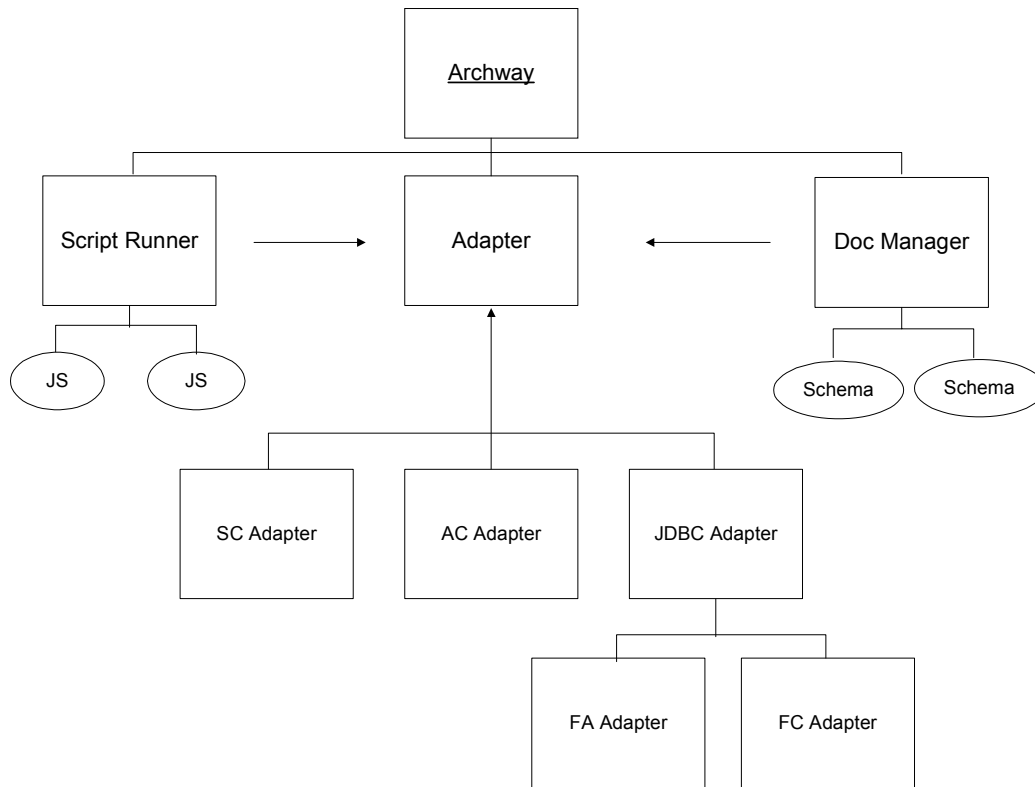 Archway
Script Runner
Adapter
Doc Manager
JS
JS
Schema
Schema
SC Adapter
AC Adapter
JDBC Adapter
FA Adapter
FC Adapter